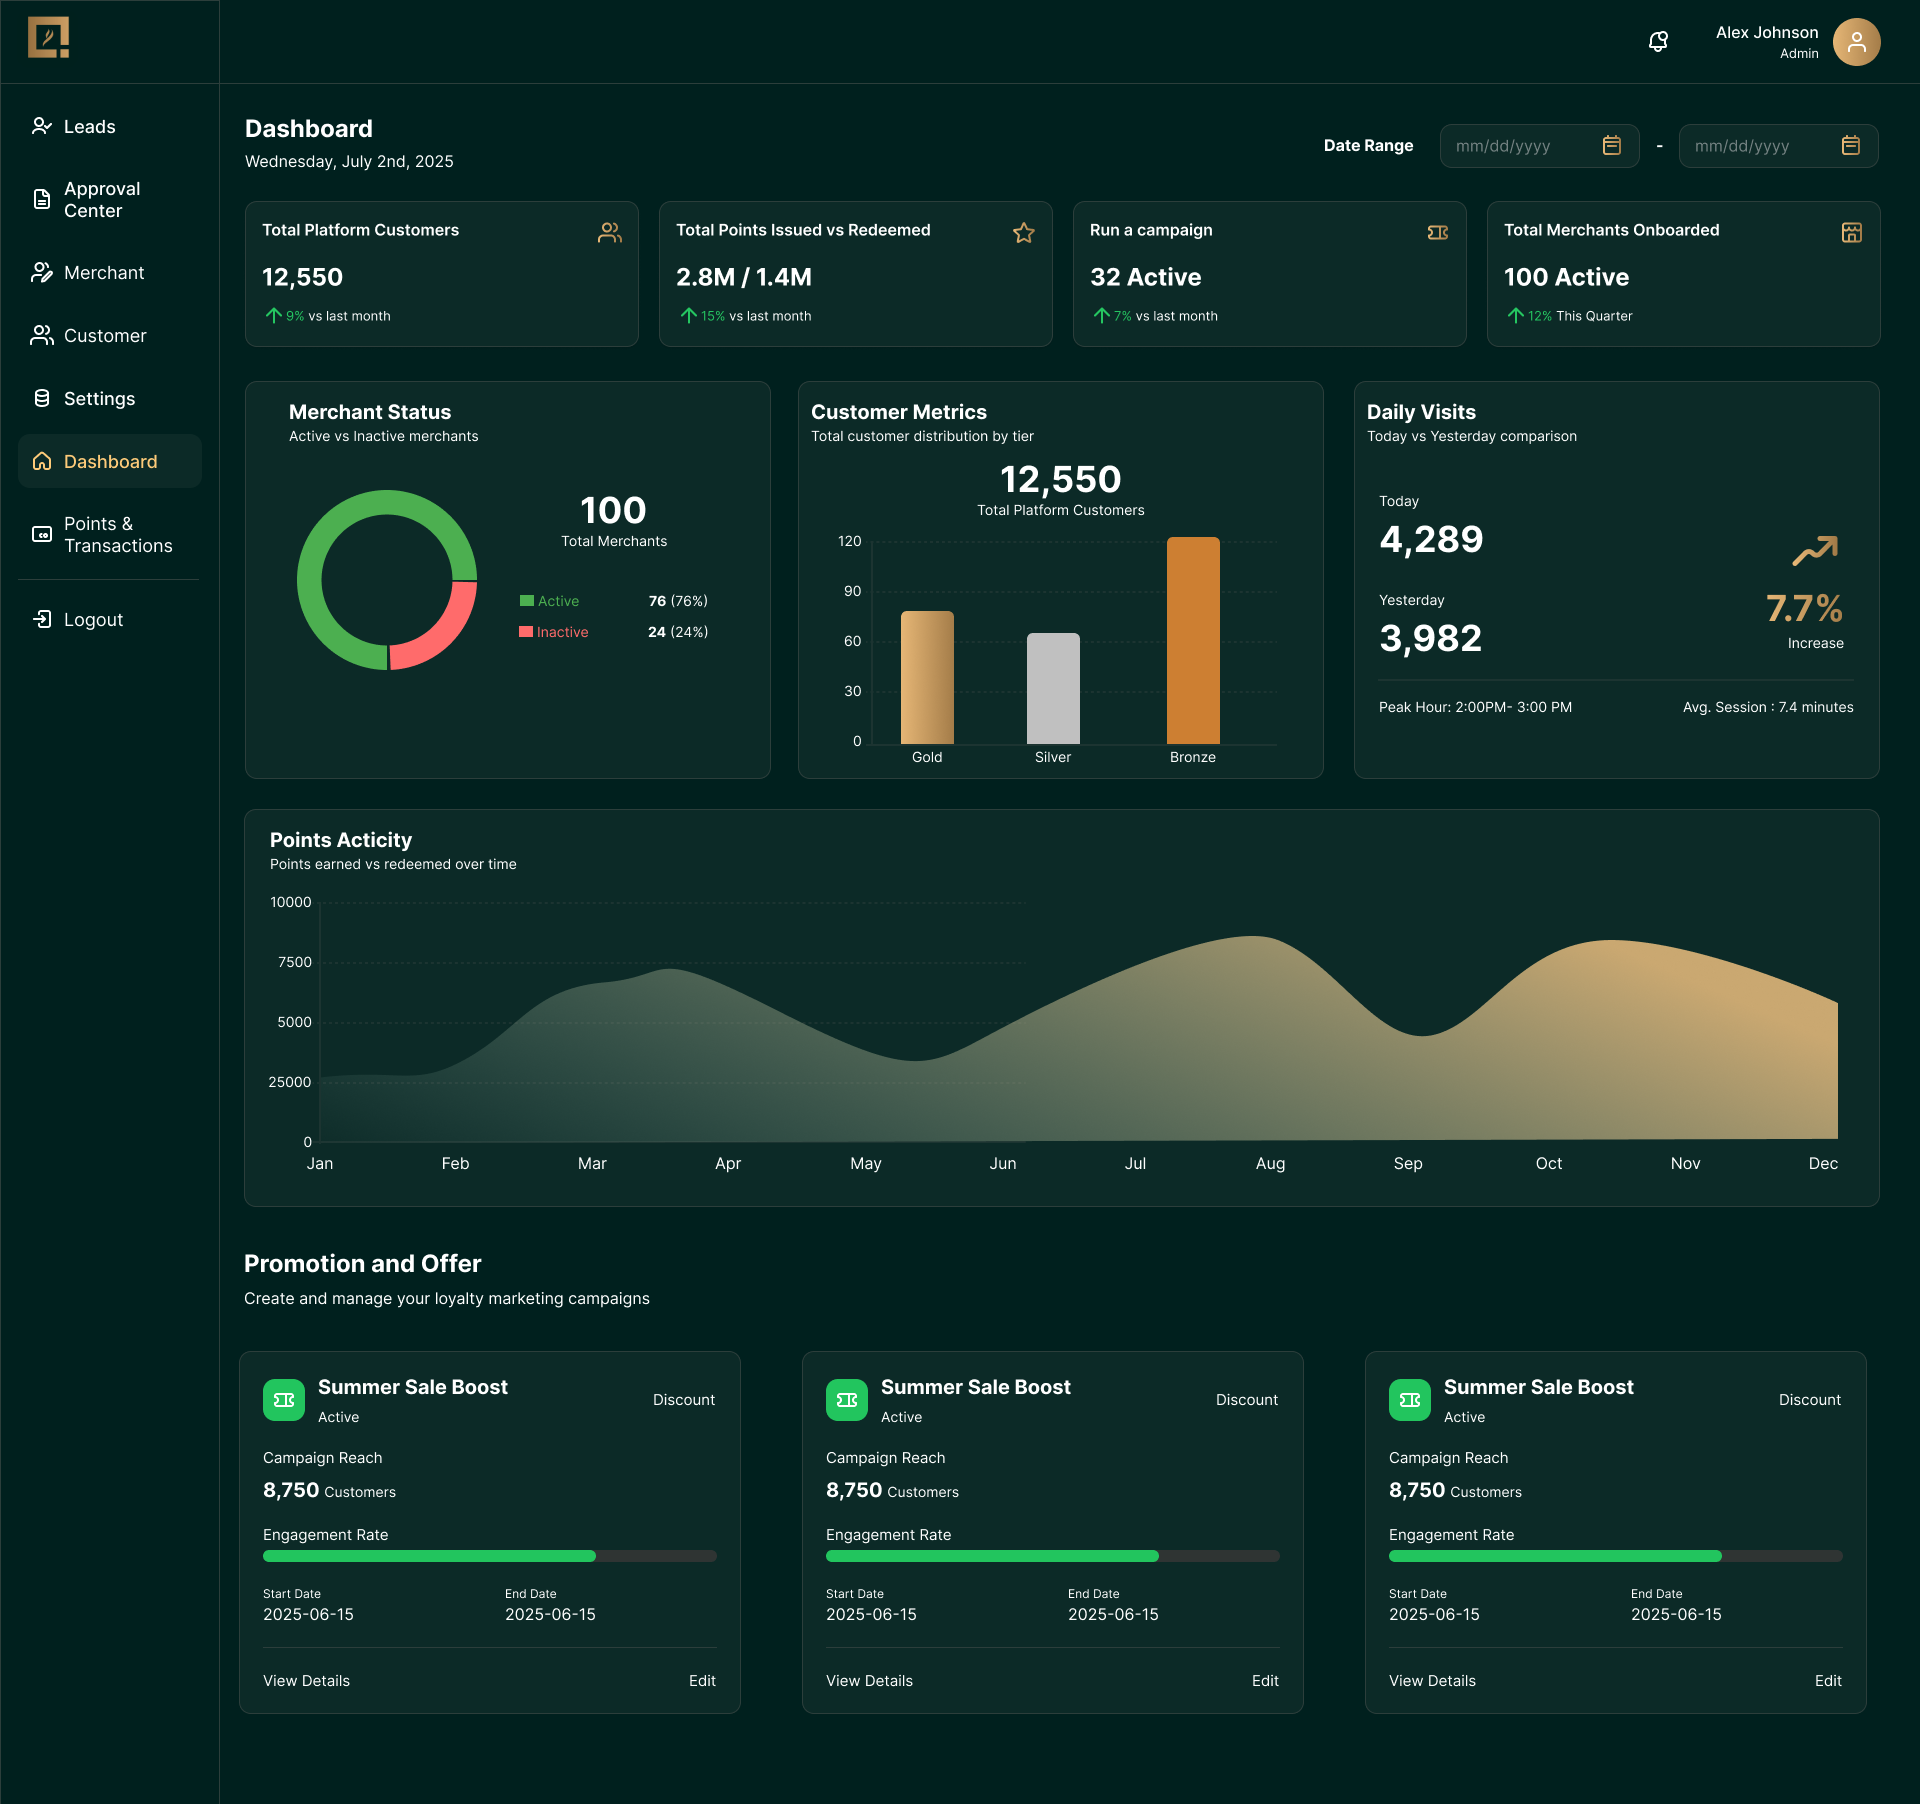 Alex Johnson
Admin
Leads
Approval
Center
Merchant
Customer
Settings
Dashboard
Points &
Transactions
Logout
Dashboard
Wednesday, July 2nd, 2025
Date Range
mm/dd/yyyy
-
mm/dd/yyyy
Total Platform Customers
12,550
9% vs last month
Total Points Issued vs Redeemed
2.8M / 1.4M
15% vs last month
Run a campaign
32 Active
7% vs last month
Total Merchants Onboarded
100 Active
12% This Quarter
Merchant Status
Active vs Inactive merchants
100
Total Merchants
Active 76 (76%)
Inactive 24 (24%)
Customer Metrics
Total customer distribution by tier
12,550
Total Platform Customers
120
90
60
30
0
Gold Silver Bronze
Daily Visits
Today vs Yesterday comparison
Today
4,289
Yesterday
3,982
7.7%
Increase
Peak Hour: 2:00PM- 3:00 PM
Avg. Session : 7.4 minutes
Points Acticity
Points earned vs redeemed over time
10000
7500
5000
25000
0
Jan Feb Mar Apr May Jun Jul Aug Sep Oct Nov Dec
Promotion and Offer
Create and manage your loyalty marketing campaigns
Summer Sale Boost
Active
Discount
Campaign Reach
8,750 Customers
Engagement Rate
Start Date End Date
2025-06-15 2025-06-15
View Details Edit
Summer Sale Boost
Active
Discount
Campaign Reach
8,750 Customers
Engagement Rate
Start Date End Date
2025-06-15 2025-06-15
View Details Edit
Summer Sale Boost
Active
Discount
Campaign Reach
8,750 Customers
Engagement Rate
Start Date End Date
2025-06-15 2025-06-15
View Details Edit